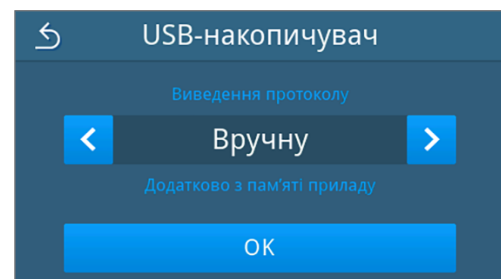 USB-накопичувач
Виведення протоколу
Вручну
Додатково з пам'яті приладу
OK